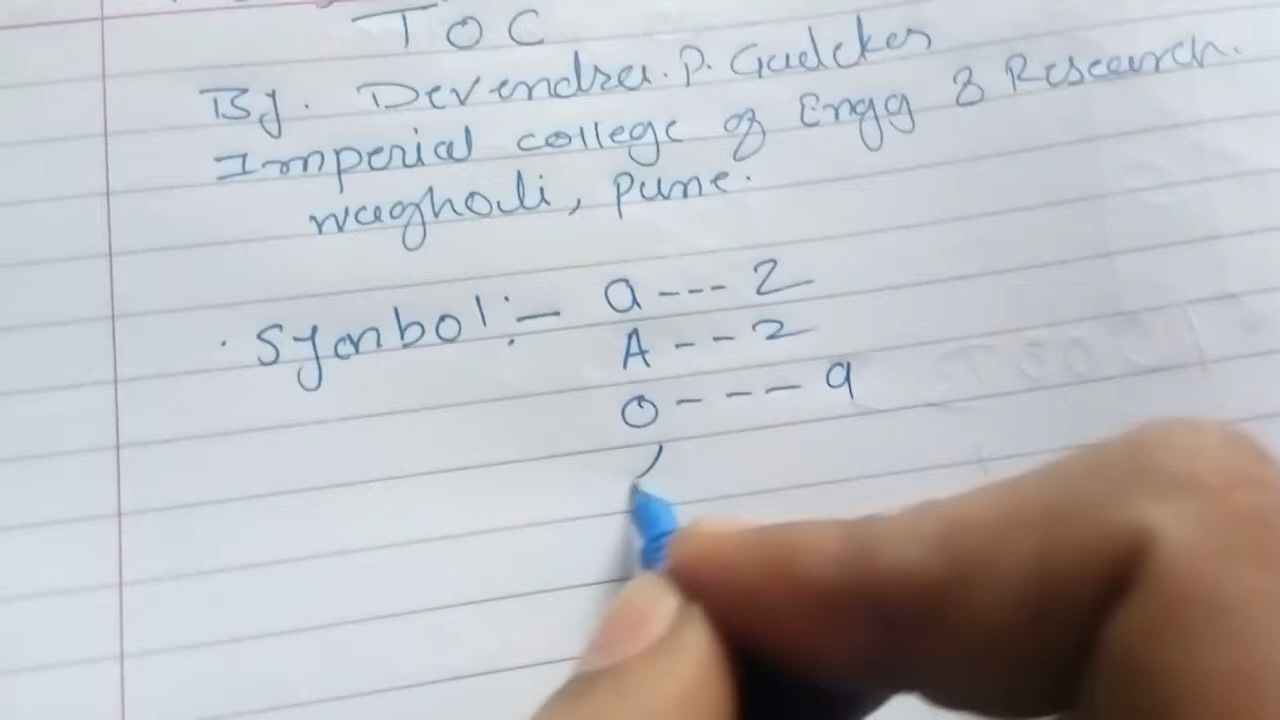 TOC
By. Devendra. P. Gadekar
Imperial college of Engg & Research.
wagholi, Pune.
Symbol :- a --- z
A -- z
0 --- 9